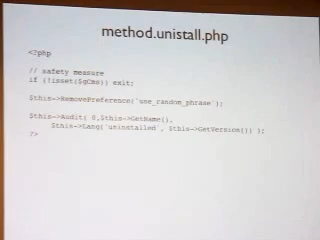 method.unistall.php
<?php
// safety measure
if (!isset($gCms)) exit;
$this->RemovePreference('use_random_phrase');
$this->Audit( 0,$this->GetName(),
$this->Lang('uninstalled', $this->GetVersion()) );
?>